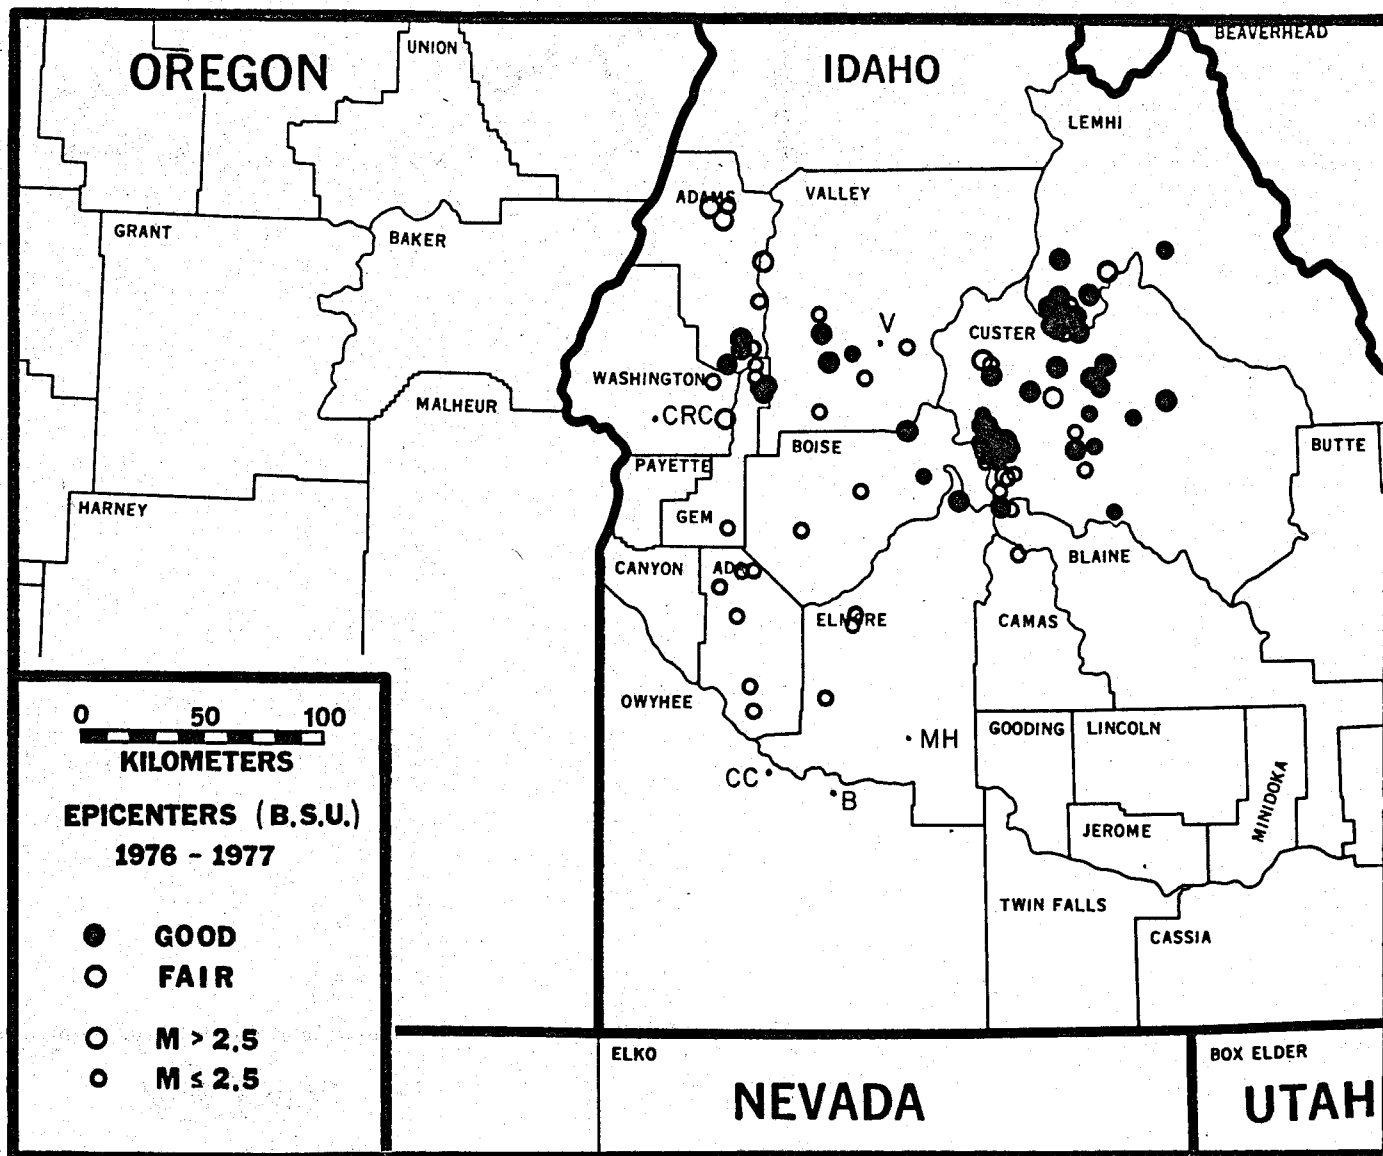 BEAVERHEAD
UNION
OREGON
IDAHO
LEMHI
ADAMS
VALLEY
GRANT
BAKER
V
CUSTER
WASHINGTON
MALHEUR
CRC
BOISE
BUTTE
PAYETTE
HARNEY
GEM
CANYON
ADA
BLAINE
ELMORE
CAMAS
OWYHEE
0 50 100
KILOMETERS
GOODING
LINCOLN
MH
CC
B
MINIDOKA
JEROME
EPICENTERS (B.S.U.)
1976 - 1977
TWIN FALLS
CASSIA
GOOD
FAIR
M > 2.5
M ≤ 2.5
ELKO
BOX ELDER
NEVADA
UTAH